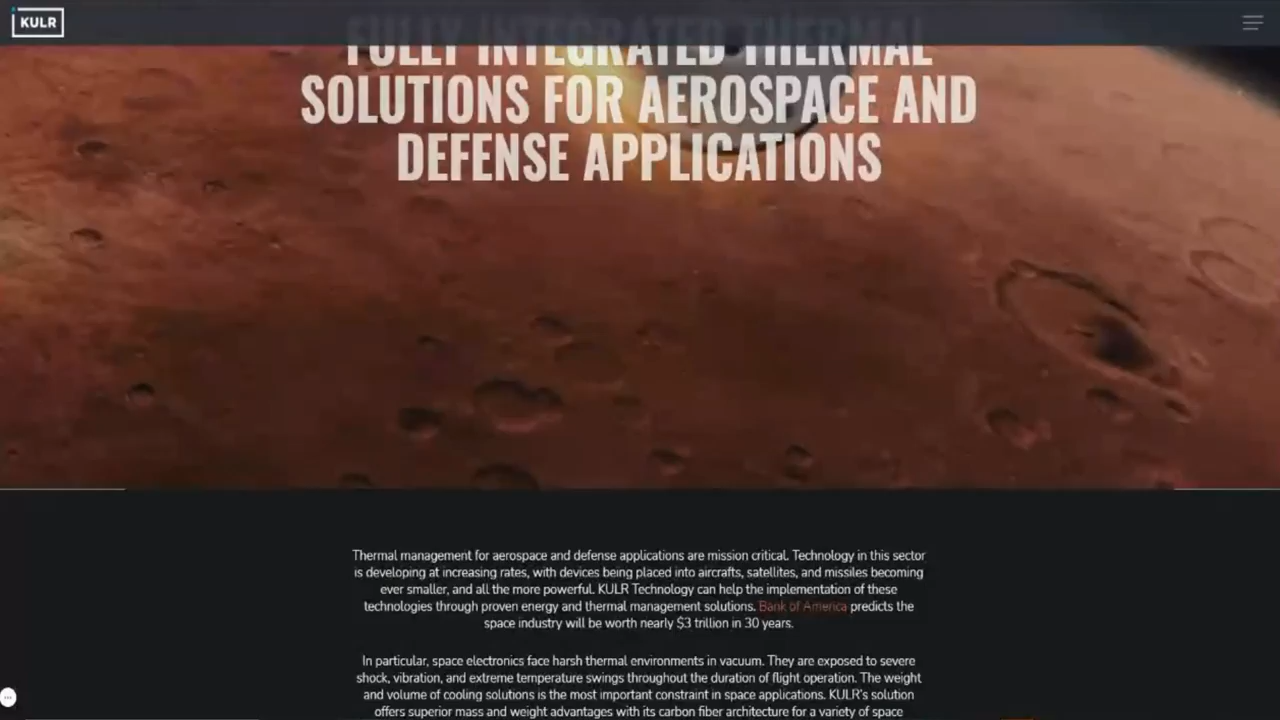 KULR
FULLY INTEGRATED THERMAL
SOLUTIONS FOR AEROSPACE AND
DEFENSE APPLICATIONS
Thermal management for aerospace and defense applications are mission critical. Technology in this sector
is developing at increasing rates, with devices being placed into aircrafts, satellites, and missiles becoming
ever smaller, and all the more powerful. KULR Technology can help the implementation of these
technologies through proven energy and thermal management solutions. Bank of America predicts the
space industry will be worth nearly $3 trillion in 30 years.
In particular, space electronics face harsh thermal environments in vacuum. They are exposed to severe
shock, vibration, and extreme temperature swings throughout the duration of flight operation. The weight
and volume of cooling solutions is the most important constraint in space applications. KULR's solution
offers superior mass and weight advantages with its carbon fiber architecture for a variety of space